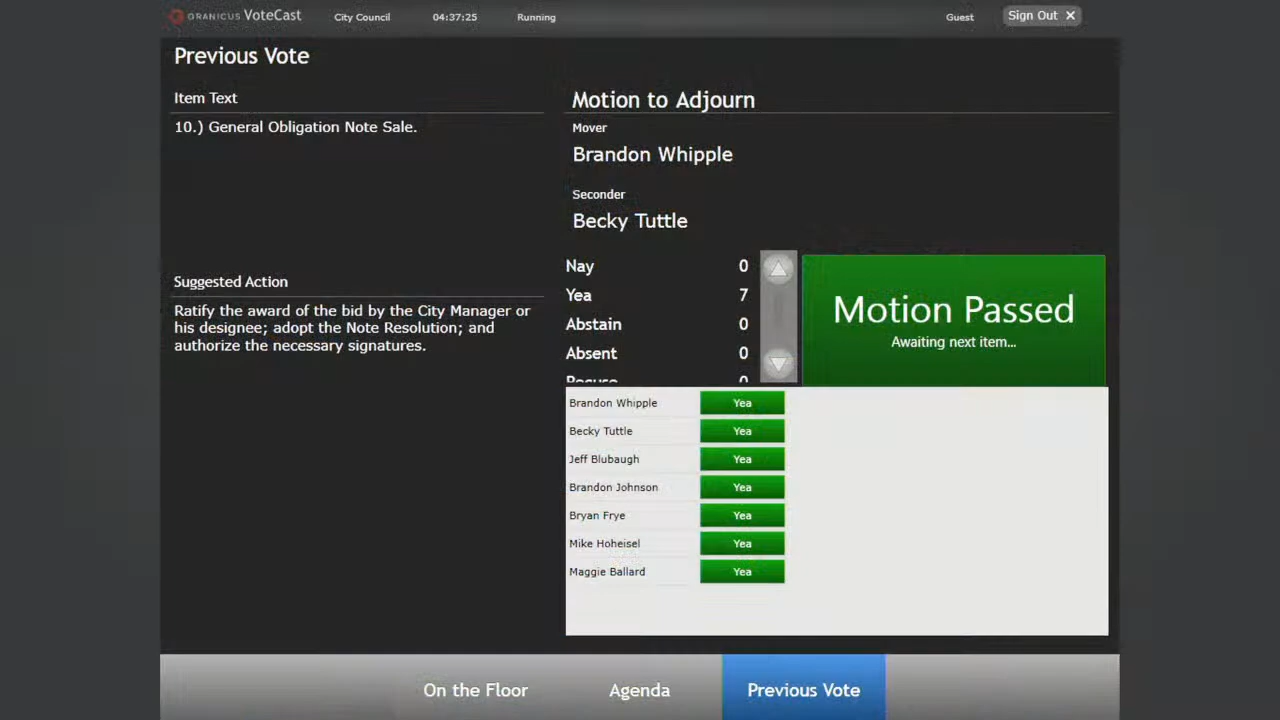 GRANICUS VoteCast City Council 04:37:25 Running Guest Sign Out X
Previous Vote
Item Text
10.) General Obligation Note Sale.
Suggested Action
Ratify the award of the bid by the City Manager or
his designee; adopt the Note Resolution; and
authorize the necessary signatures.
Motion to Adjourn
Mover
Brandon Whipple
Seconder
Becky Tuttle
Nay 0
Yea 7
Abstain 0
Absent 0
Recuse 0
Motion Passed
Awaiting next item...
Brandon Whipple Yea
Becky Tuttle Yea
Jeff Blubaugh Yea
Brandon Johnson Yea
Bryan Frye Yea
Mike Hoheisel Yea
Maggie Ballard Yea
On the Floor Agenda Previous Vote